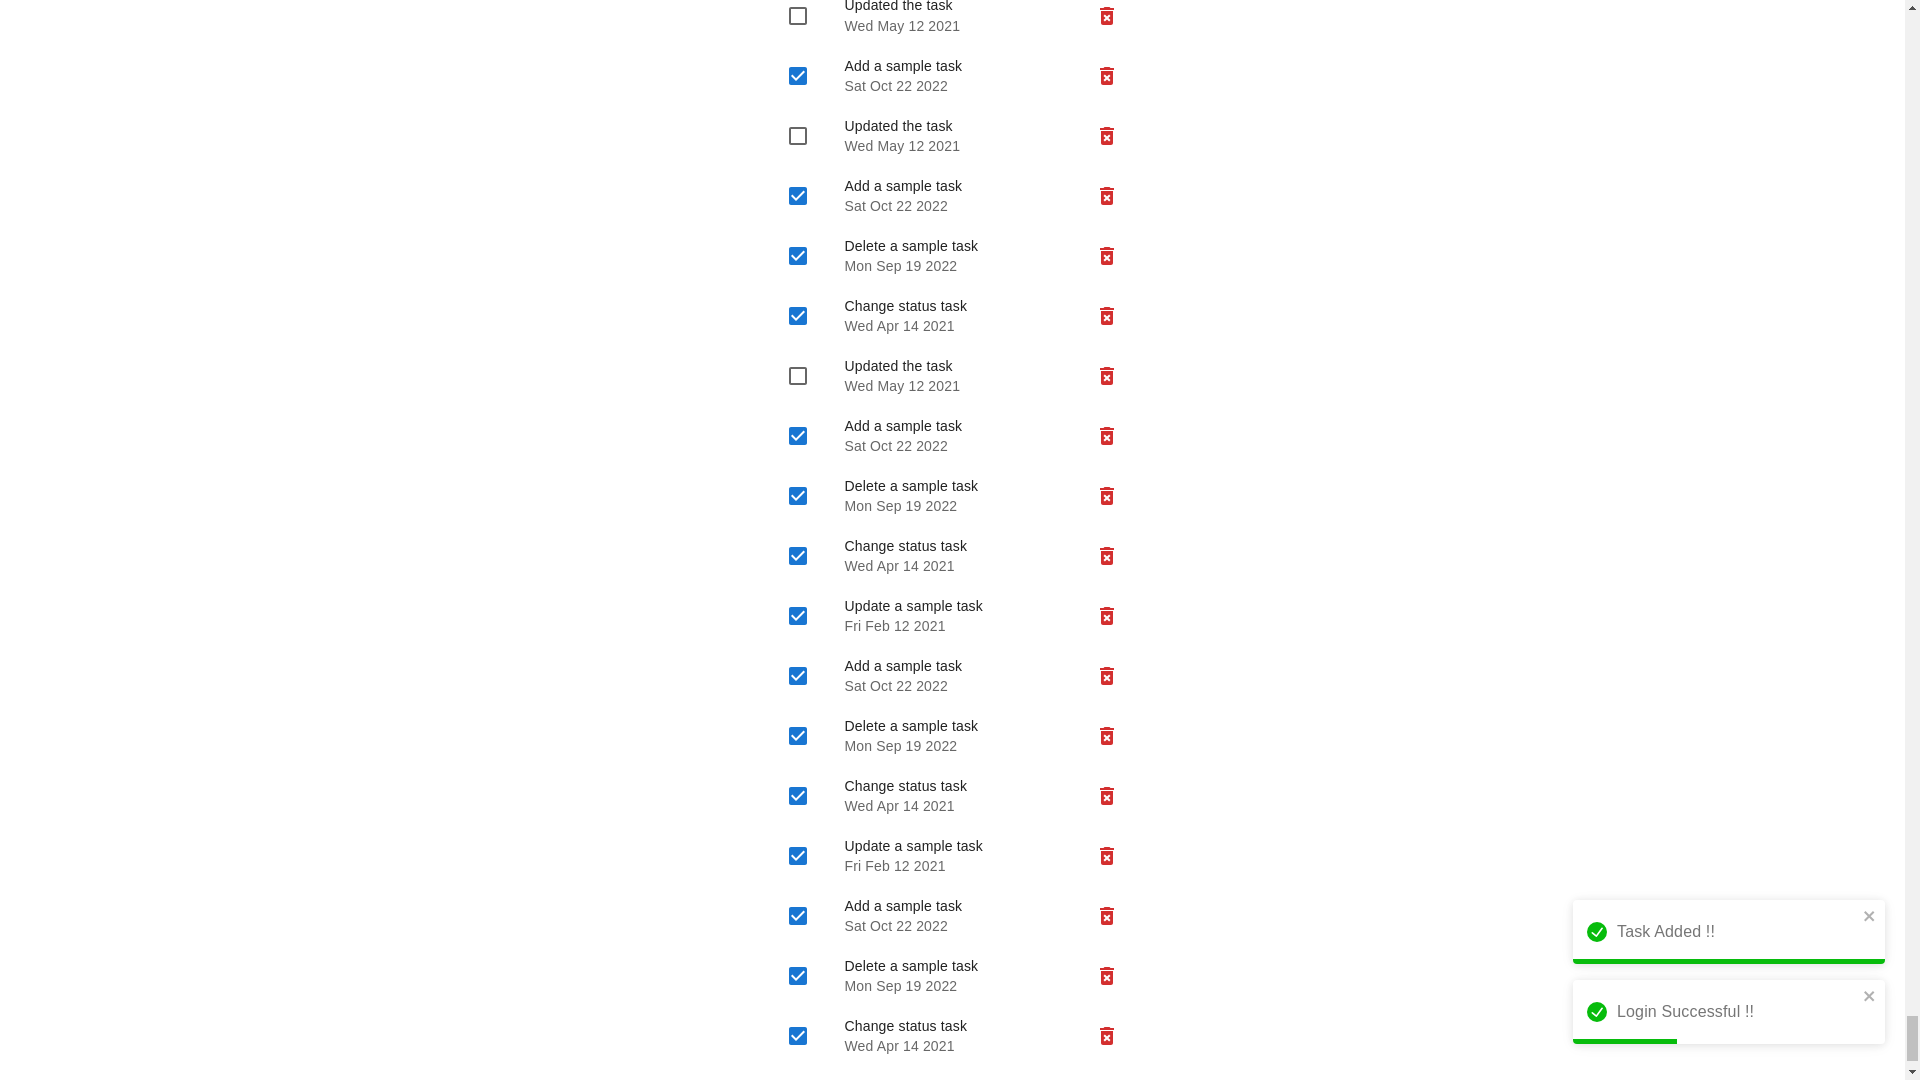 Updated the task
Wed May 12 2021
Add a sample task
Sat Oct 22 2022
Updated the task
Wed May 12 2021
Add a sample task
Sat Oct 22 2022
Delete a sample task
Mon Sep 19 2022
Change status task
Wed Apr 14 2021
Updated the task
Wed May 12 2021
Add a sample task
Sat Oct 22 2022
Delete a sample task
Mon Sep 19 2022
Change status task
Wed Apr 14 2021
Update a sample task
Fri Feb 12 2021
Add a sample task
Sat Oct 22 2022
Delete a sample task
Mon Sep 19 2022
Change status task
Wed Apr 14 2021
Update a sample task
Fri Feb 12 2021
Add a sample task
Sat Oct 22 2022
Delete a sample task
Mon Sep 19 2022
Change status task
Wed Apr 14 2021
Task Added !!
Login Successful !!